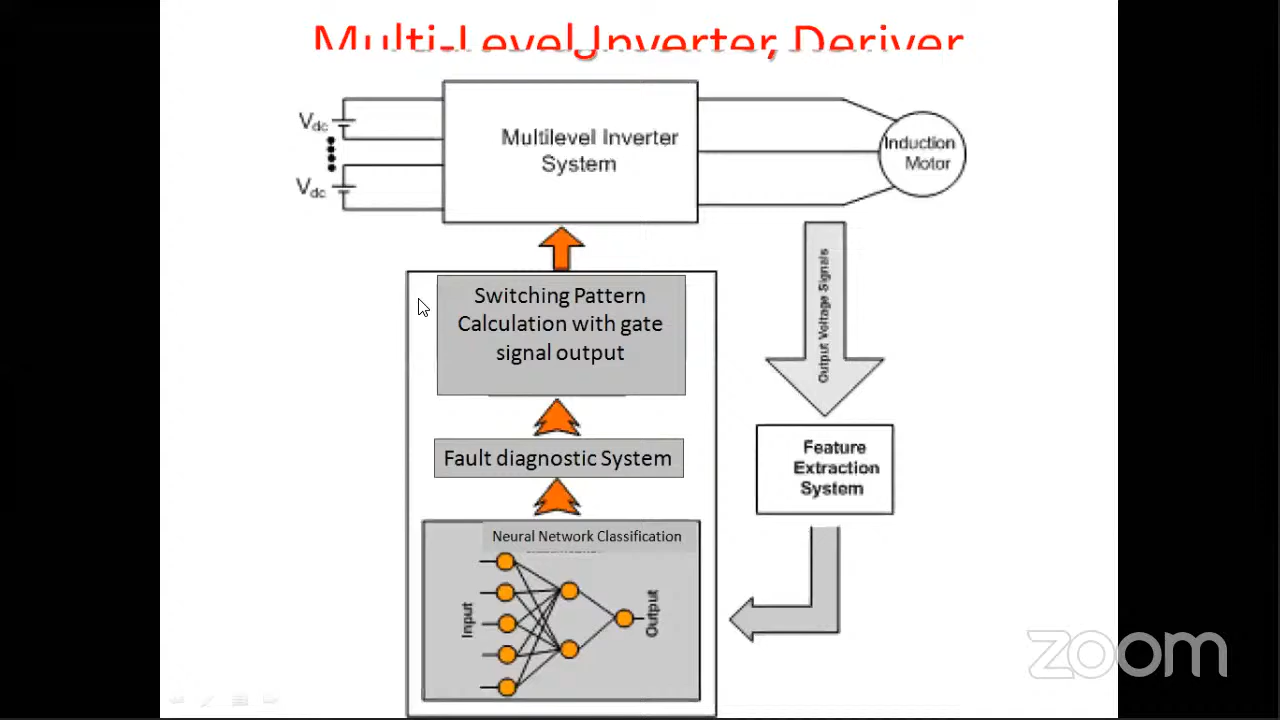 Multi-Level Inverter, Deriver
Vdc
Vdc
Multilevel Inverter
System
Induction
Motor
Output Voltage Signals
Switching Pattern
Calculation with gate
signal output
Fault diagnostic System
Feature
Extraction
System
Neural Network Classification
Input
Output
zoom